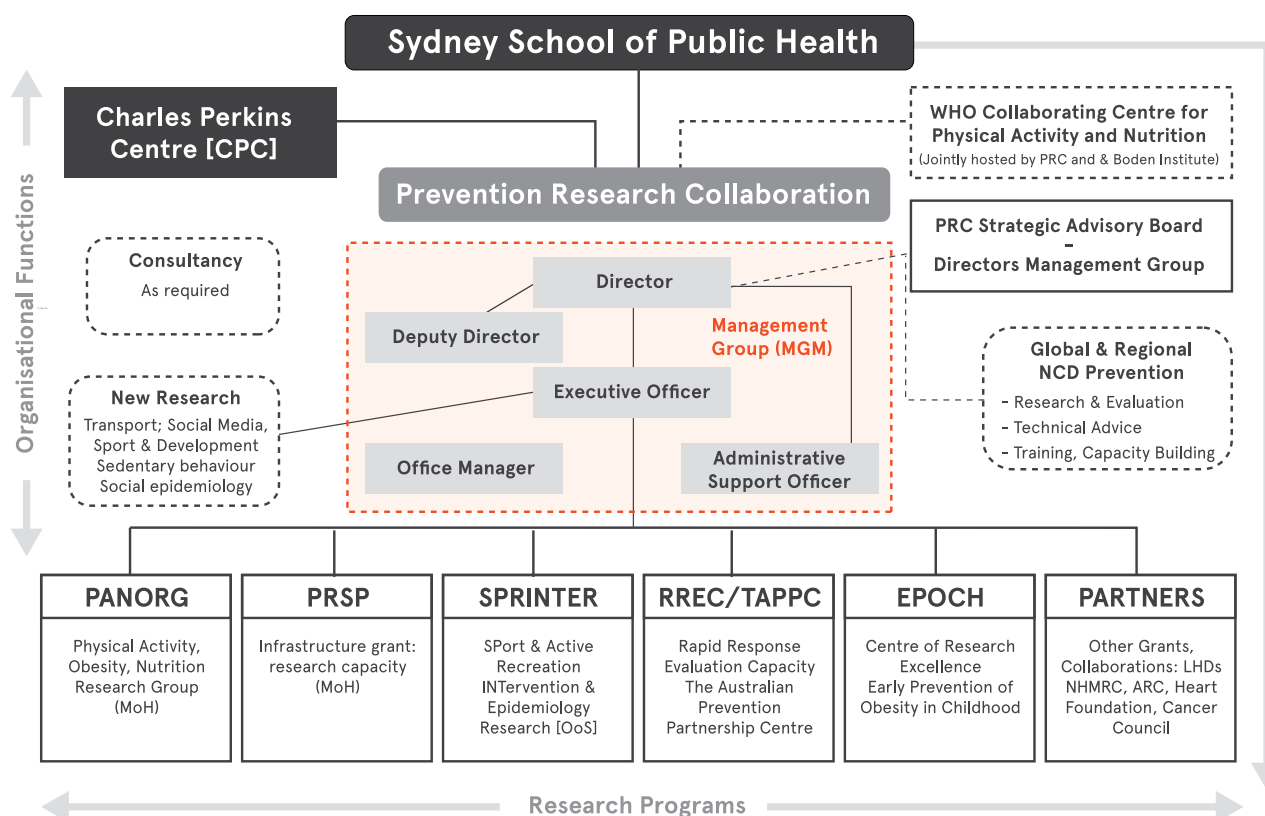 Sydney School of Public Health
Charles Perkins
Centre [CPC]
WHO Collaborating Centre for
Physical Activity and Nutrition
(Jointly hosted by PRC and & Boden Institute)
Prevention Research Collaboration
PRC Strategic Advisory Board
–
Directors Management Group
Organisational Functions
Consultancy
As required
Director
Deputy Director
Management
Group (MGM)
Executive Officer
Office Manager
Administrative
Support Officer
Global & Regional
NCD Prevention
- Research & Evaluation
- Technical Advice
- Training, Capacity Building
New Research
Transport; Social Media,
Sport & Development
Sedentary behaviour
Social epidemiology
PANORG
Physical Activity,
Obesity, Nutrition
Research Group
(MoH)
PRSP
Infrastructure grant:
research capacity
(MoH)
SPRINTER
SPort & Active
Recreation
INTervention &
Epidemiology
Research [OoS]
RREC/TAPPC
Rapid Response
Evaluation Capacity
The Australian
Prevention
Partnership Centre
EPOCH
Centre of Research
Excellence
Early Prevention of
Obesity in Childhood
PARTNERS
Other Grants,
Collaborations: LHDs
NHMRC, ARC, Heart
Foundation, Cancer
Council
Research Programs